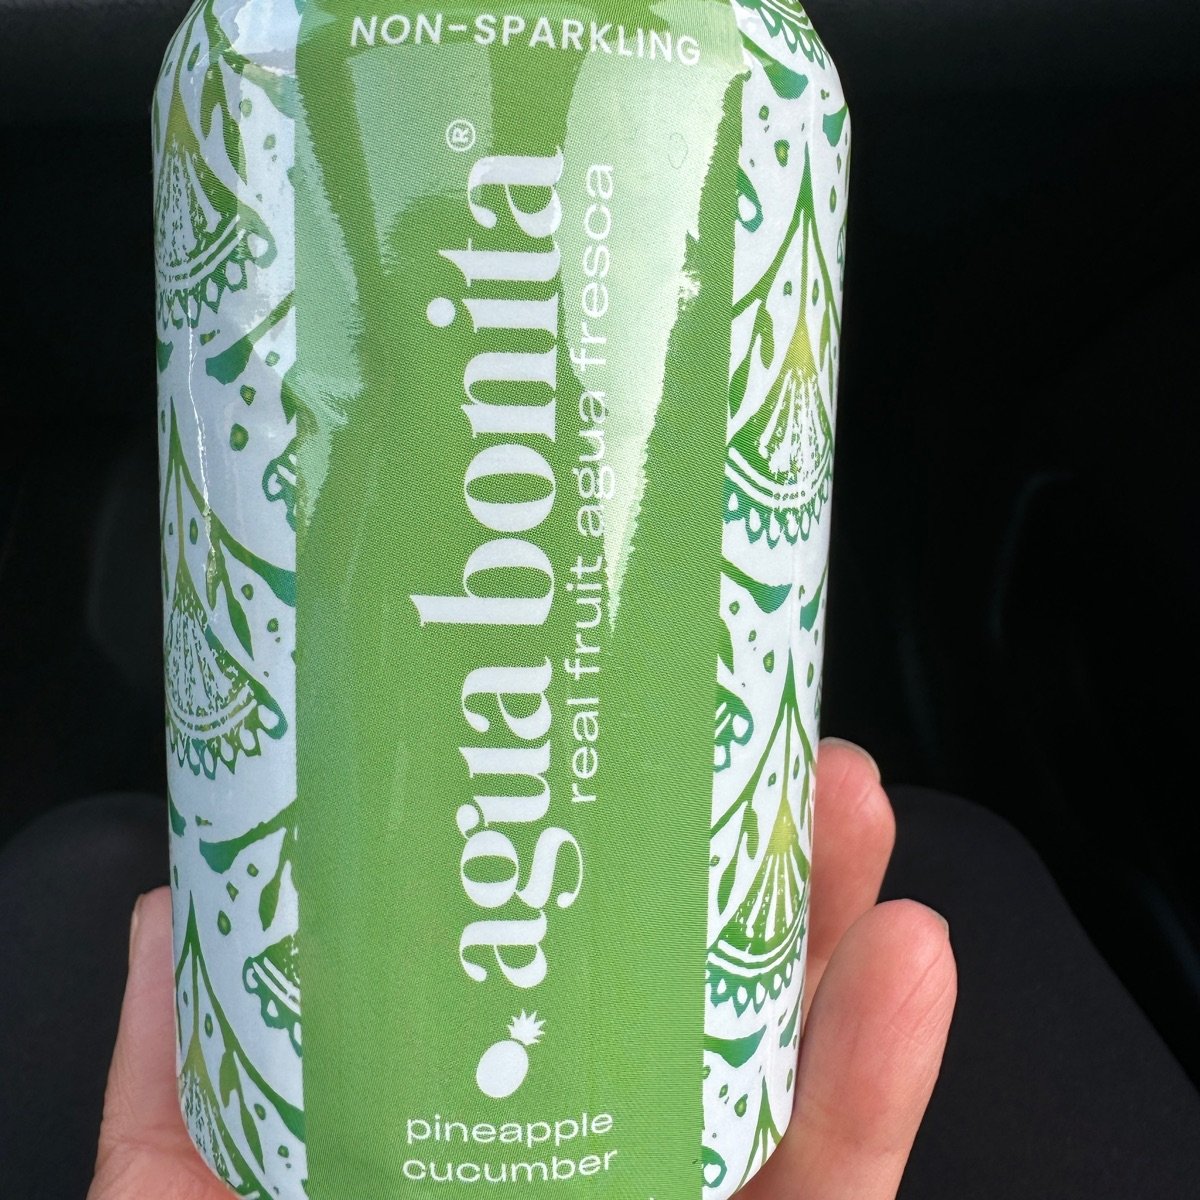 NON-SPARKLING
agua bonita®
real fruit agua fresca
pineapple
cucumber